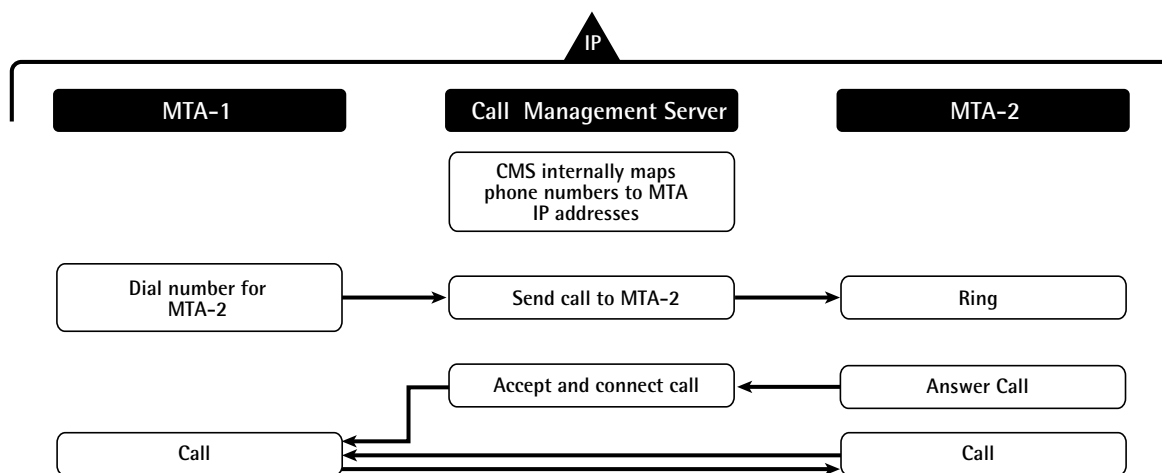 IP
MTA-1
Call Management Server
MTA-2
CMS internally maps
phone numbers to MTA
IP addresses
Dial number for
MTA-2
Send call to MTA-2
Ring
Accept and connect call
Answer Call
Call
Call